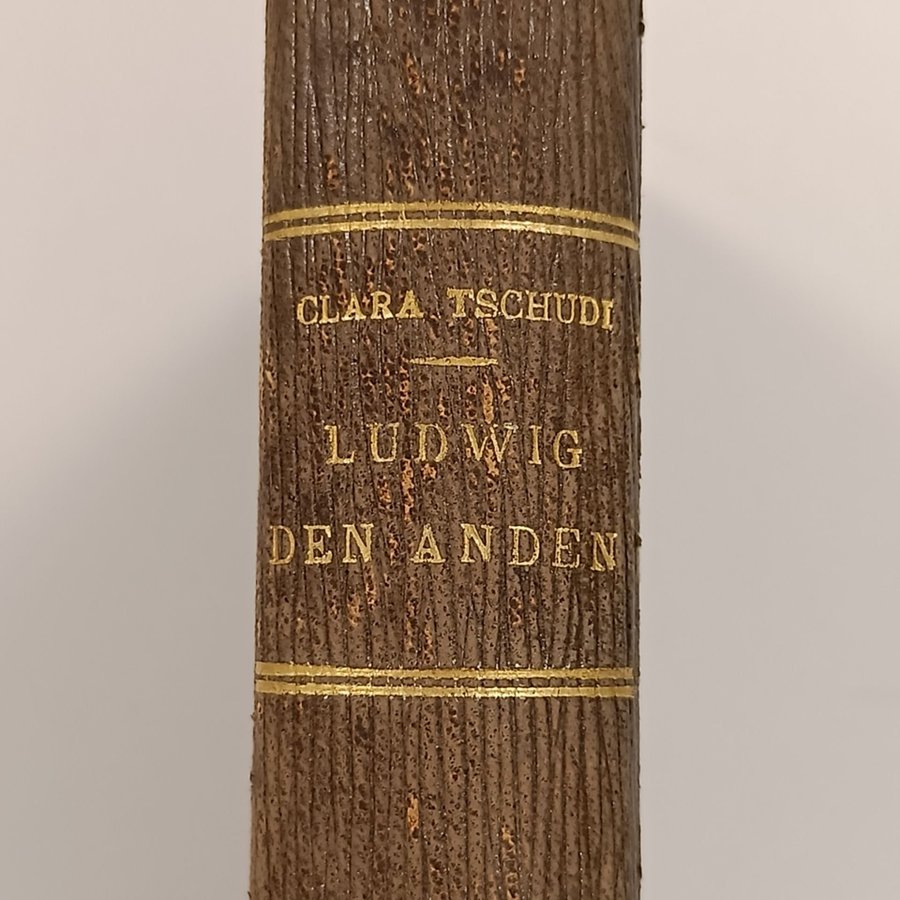 CLARA TSCHUDI
LUDWIG
DEN ANDEN